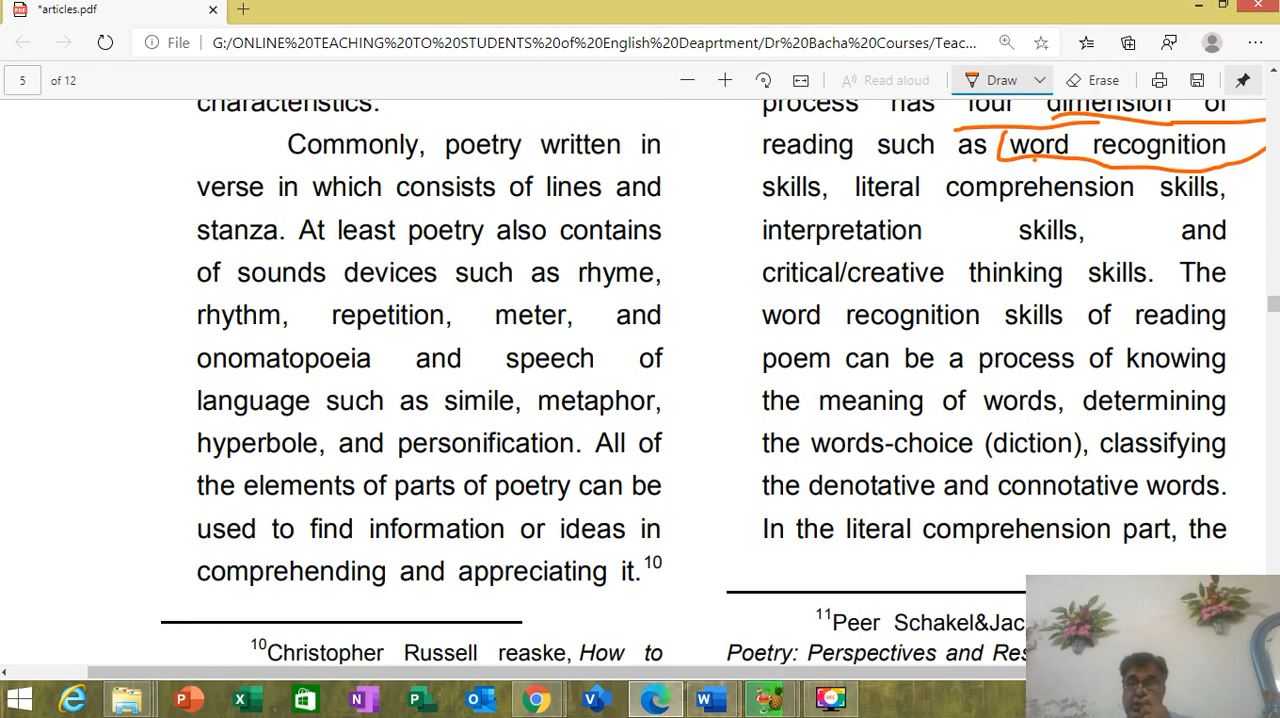 *articles.pdf
File
G:/ONLINE%20TEACHING%20TO%20STUDENTS%20of%20English%20Deaprtment/Dr%20Bacha%20Courses/Teac...
5 of 12
Read aloud
Draw
Erase
characteristics.
Commonly, poetry written in
verse in which consists of lines and
stanza. At least poetry also contains
of sounds devices such as rhyme,
rhythm, repetition, meter, and
onomatopoeia and speech of
language such as simile, metaphor,
hyperbole, and personification. All of
the elements of parts of poetry can be
used to find information or ideas in
comprehending and appreciating it.10
10Christopher Russell reaske, How to
process has four dimension of
reading such as word recognition
skills, literal comprehension skills,
interpretation skills, and
critical/creative thinking skills. The
word recognition skills of reading
poem can be a process of knowing
the meaning of words, determining
the words-choice (diction), classifying
the denotative and connotative words.
In the literal comprehension part, the
11Peer Schakel&Jac
Poetry: Perspectives and Res